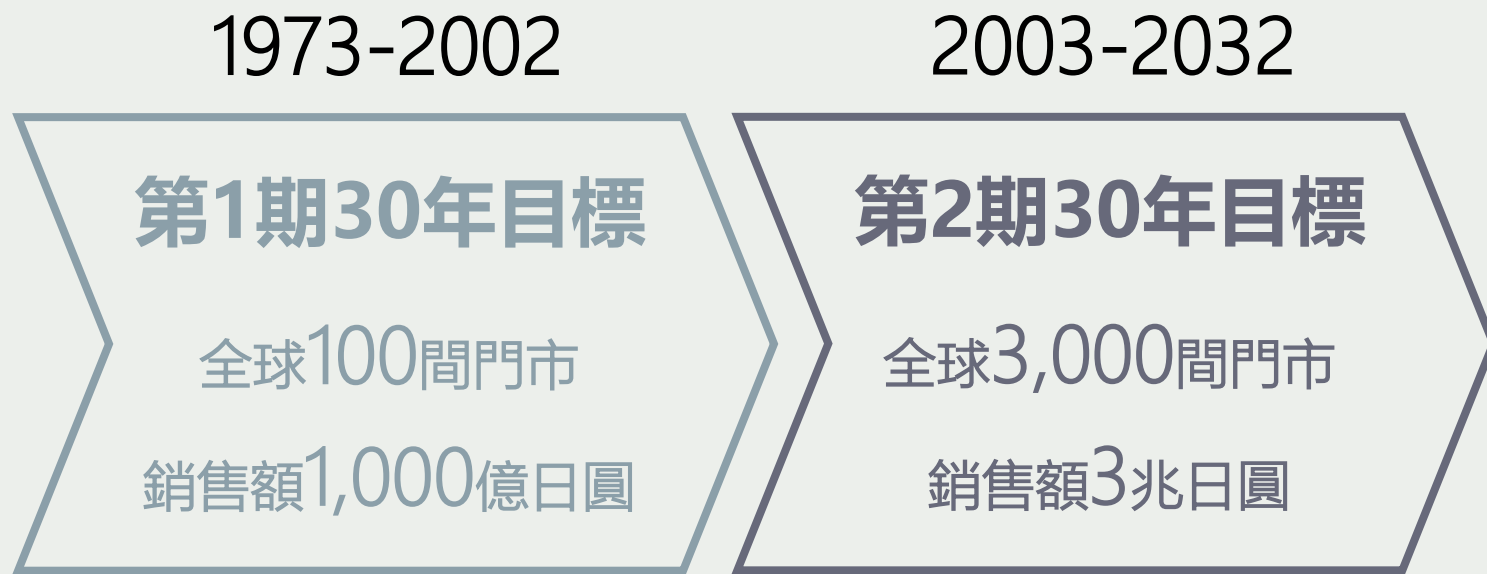 1973-2002
第1期30年目標
全球100間門市
銷售額1,000億日圓
2003-2032
第2期30年目標
全球3,000間門市
銷售額3兆日圓